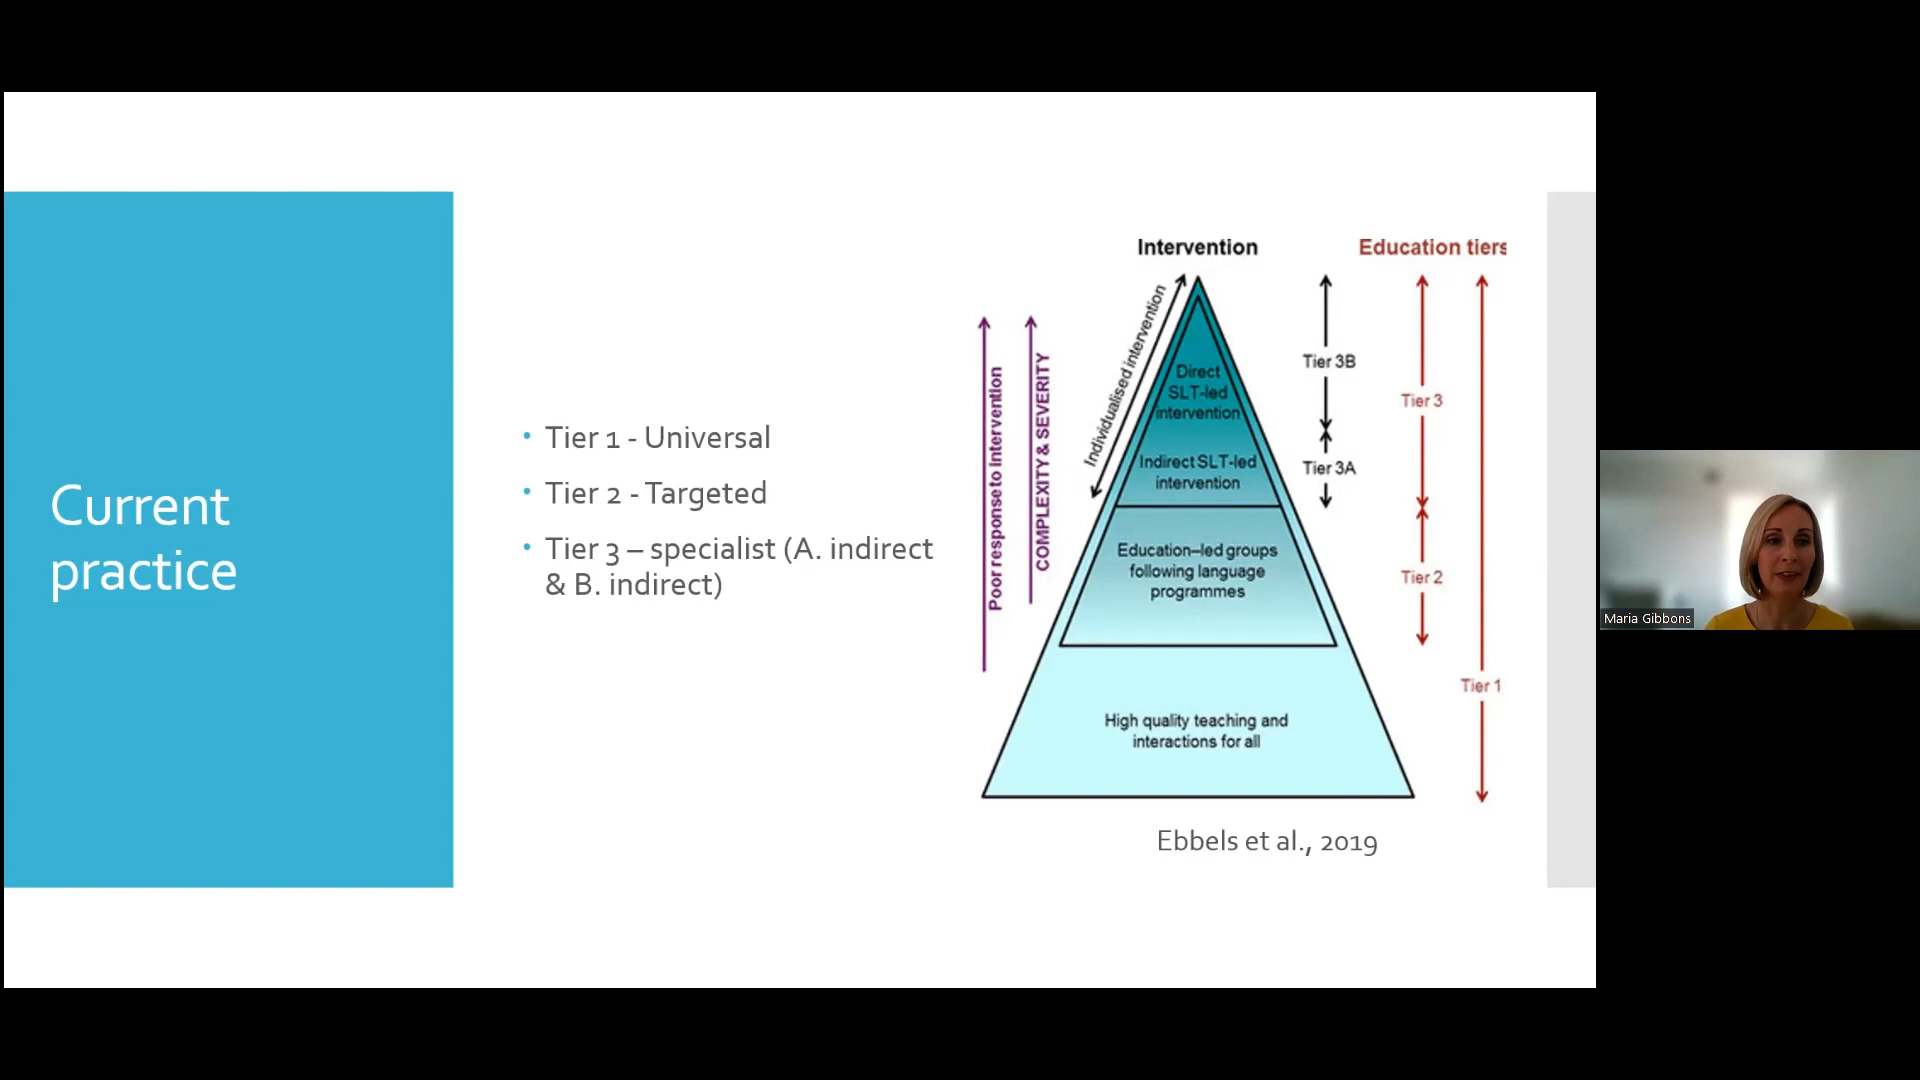 Current
practice
• Tier 1 - Universal
• Tier 2 - Targeted
• Tier 3 – specialist (A. indirect
& B. indirect)
Intervention
Education tiers
Poor response to intervention
COMPLEXITY & SEVERITY
Individualised intervention
Direct
SLT-led
intervention
Indirect SLT-led
intervention
Education–led groups
following language
programmes
High quality teaching and
interactions for all
Tier 3B
Tier 3A
Tier 3
Tier 2
Tier 1
Ebbels et al., 2019
Maria Gibbons